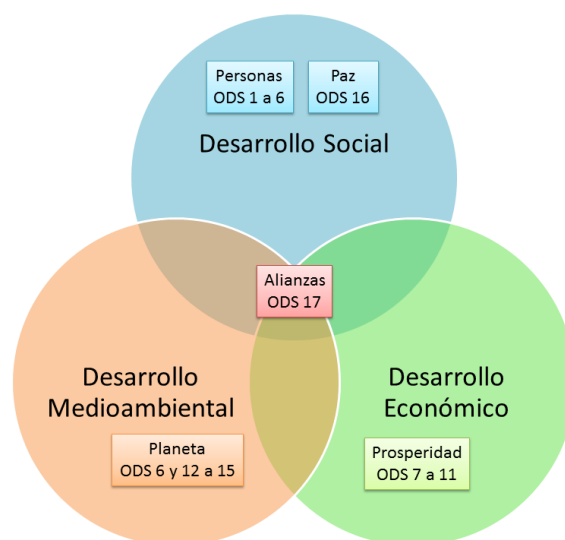 Personas
ODS 1 a 6
Paz
ODS 16
Desarrollo Social
Alianzas
ODS 17
Desarrollo
Medioambiental
Planeta
ODS 6 y 12 a 15
Desarrollo
Económico
Prosperidad
ODS 7 a 11